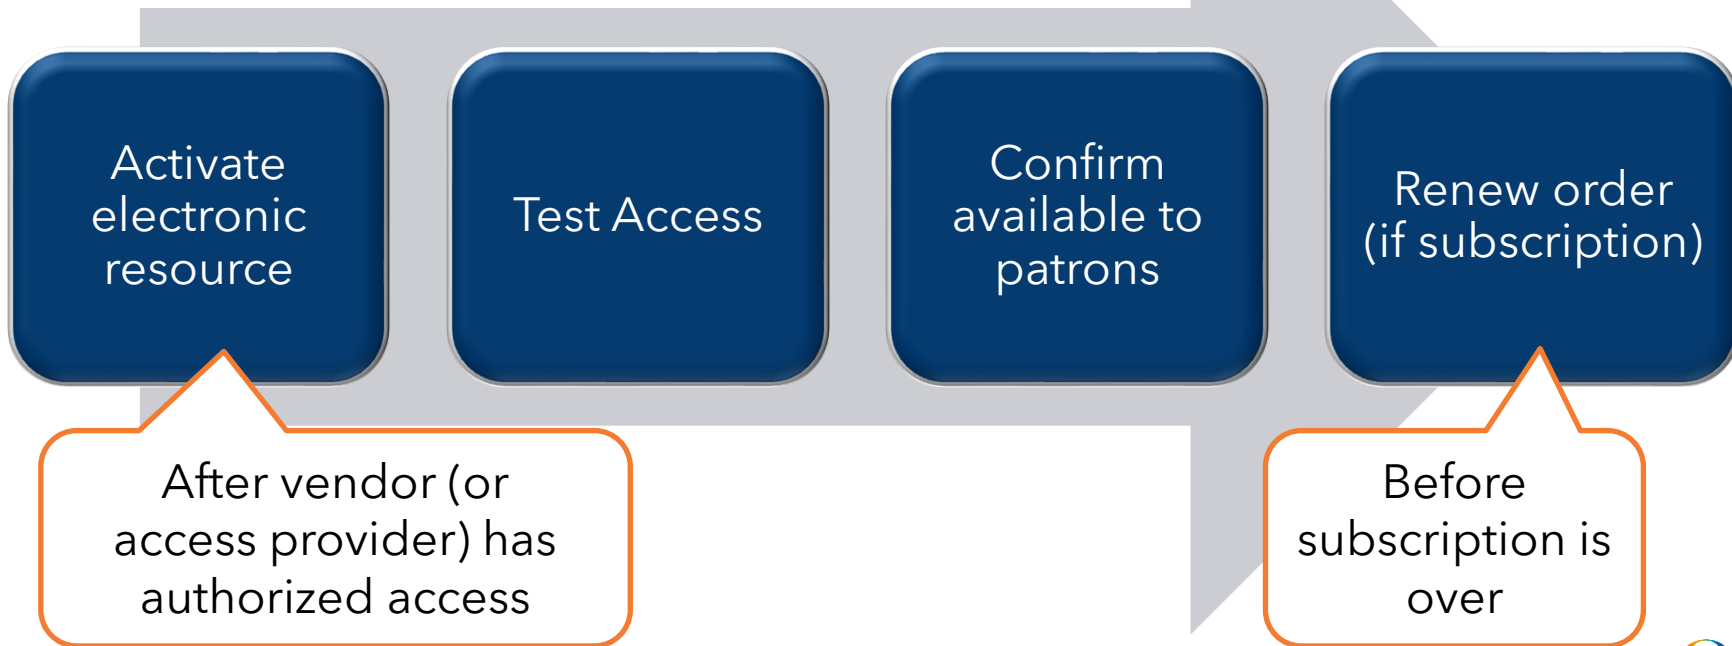 Activate
electronic
resource
Test Access
Confirm
available to
patrons
Renew order
(if subscription)
After vendor (or
access provider) has
authorized access
Before
subscription is
over